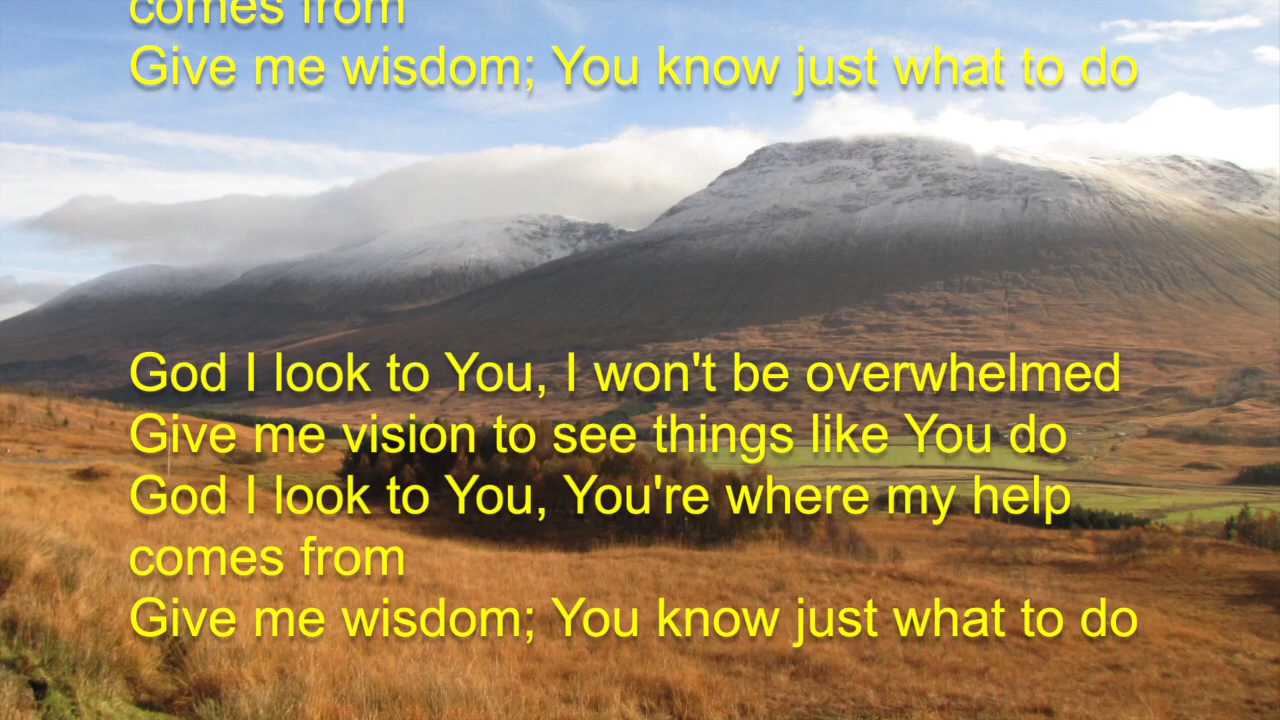 comes from
Give me wisdom; You know just what to do
God I look to You, I won't be overwhelmed
Give me vision to see things like You do
God I look to You, You're where my help
comes from
Give me wisdom; You know just what to do